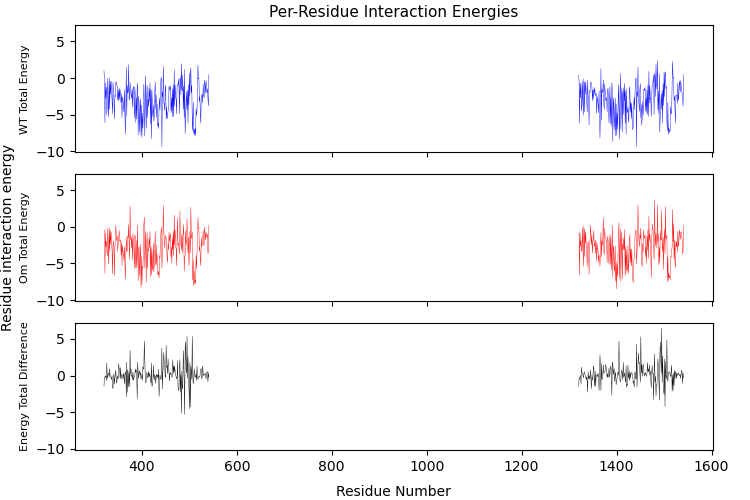 Per-Residue Interaction Energies
Residue interaction energy
WT Total Energy
5
0
−5
−10
Om Total Energy
5
0
−5
−10
Energy Total Difference
5
0
−5
−10
400 600 800 1000 1200 1400 1600
Residue Number